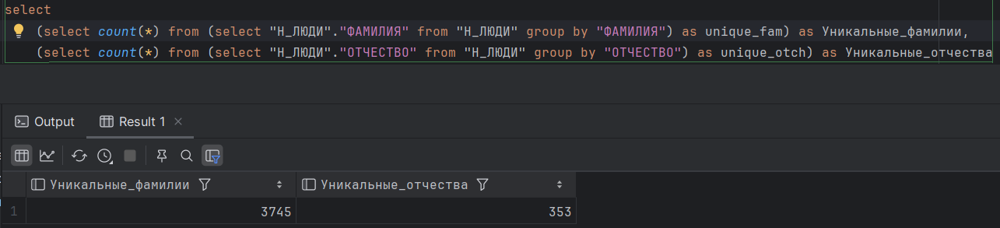 select
(select count(*) from (select "Н_ЛЮДИ"."ФАМИЛИЯ" from "Н_ЛЮДИ" group by "ФАМИЛИЯ") as unique_fam) as Уникальные_фамилии,
(select count(*) from (select "Н_ЛЮДИ"."ОТЧЕСТВО" from "Н_ЛЮДИ" group by "ОТЧЕСТВО") as unique_otch) as Уникальные_отчества
Output Result 1
Уникальные_фамилии Уникальные_отчества
1 3745 353